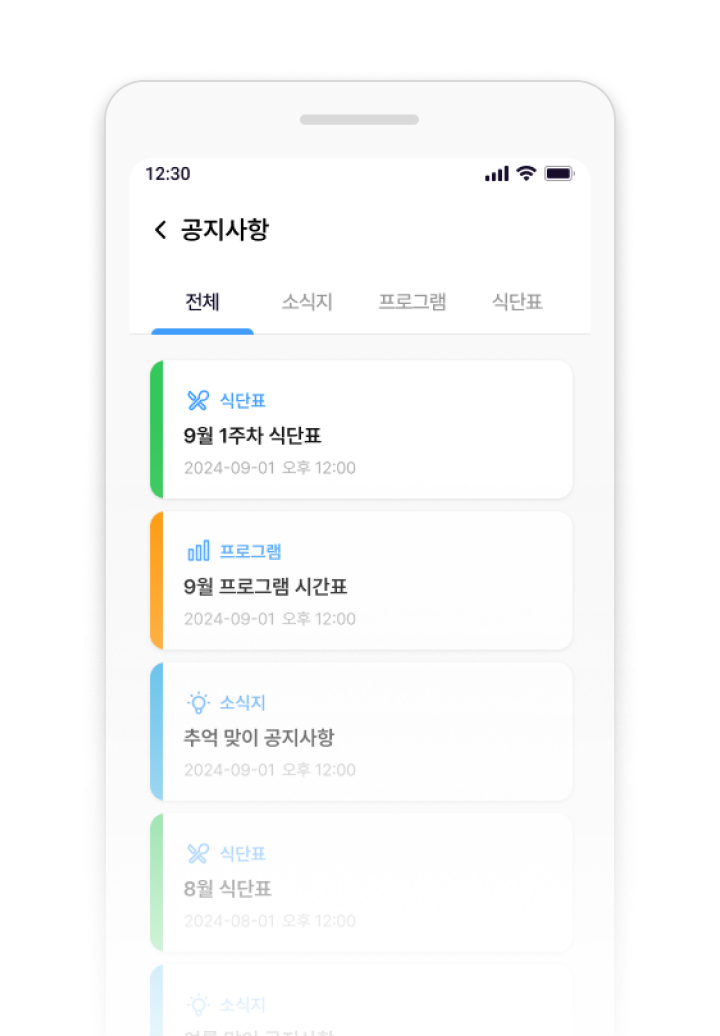 12:30
공지사항
전체 소식지 프로그램 식단표
식단표
9월 1주차 식단표
2024-09-01 오후 12:00
프로그램
9월 프로그램 시간표
2024-09-01 오후 12:00
소식지
추억 맞이 공지사항
2024-09-01 오후 12:00
식단표
8월 식단표
2024-08-01 오후 12:00
소식지